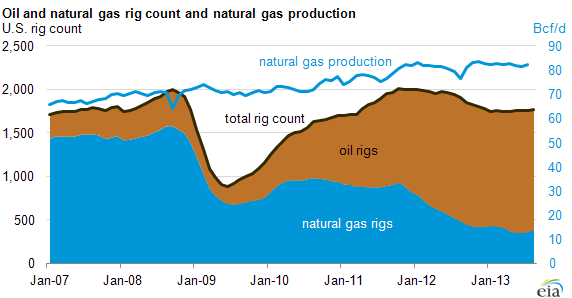 Oil and natural gas rig count and natural gas production
U.S. rig count
Bcf/d
2,500
2,000
1,500
1,000
500
0
90
80
70
60
50
40
30
20
10
0
natural gas production
total rig count
oil rigs
natural gas rigs
Jan-07 Jan-08 Jan-09 Jan-10 Jan-11 Jan-12 Jan-13
eia